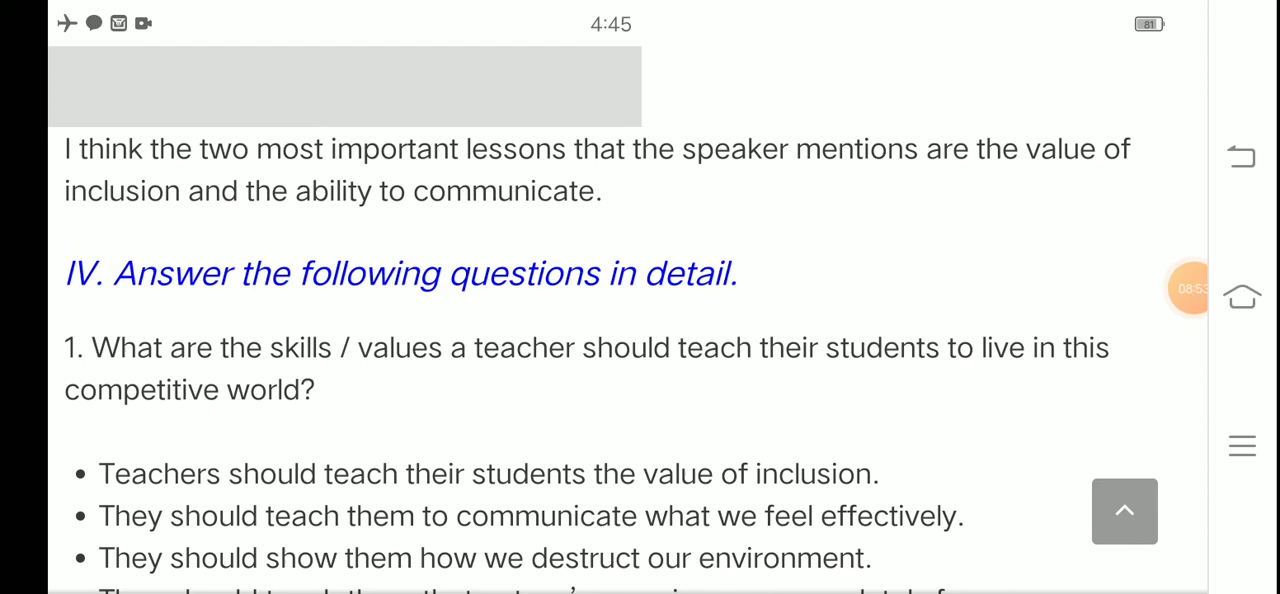 4:45
81
I think the two most important lessons that the speaker mentions are the value of
inclusion and the ability to communicate.
IV. Answer the following questions in detail.
08:53
1. What are the skills / values a teacher should teach their students to live in this
competitive world?
• Teachers should teach their students the value of inclusion.
• They should teach them to communicate what we feel effectively.
• They should show them how we destruct our environment.